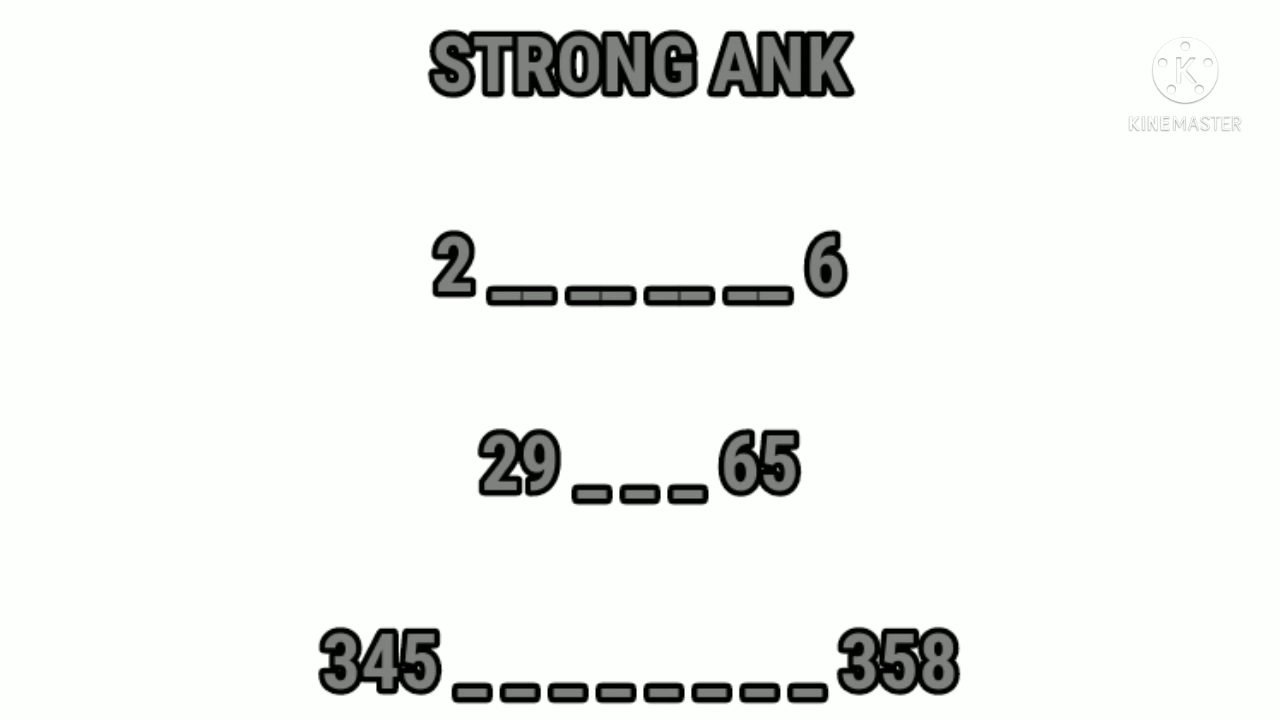 STRONG ANK
K
KINEMASTER
2 _ _ _ _ 6
29 _ _ _ 65
345 _ _ _ _ _ _ _ _ 358